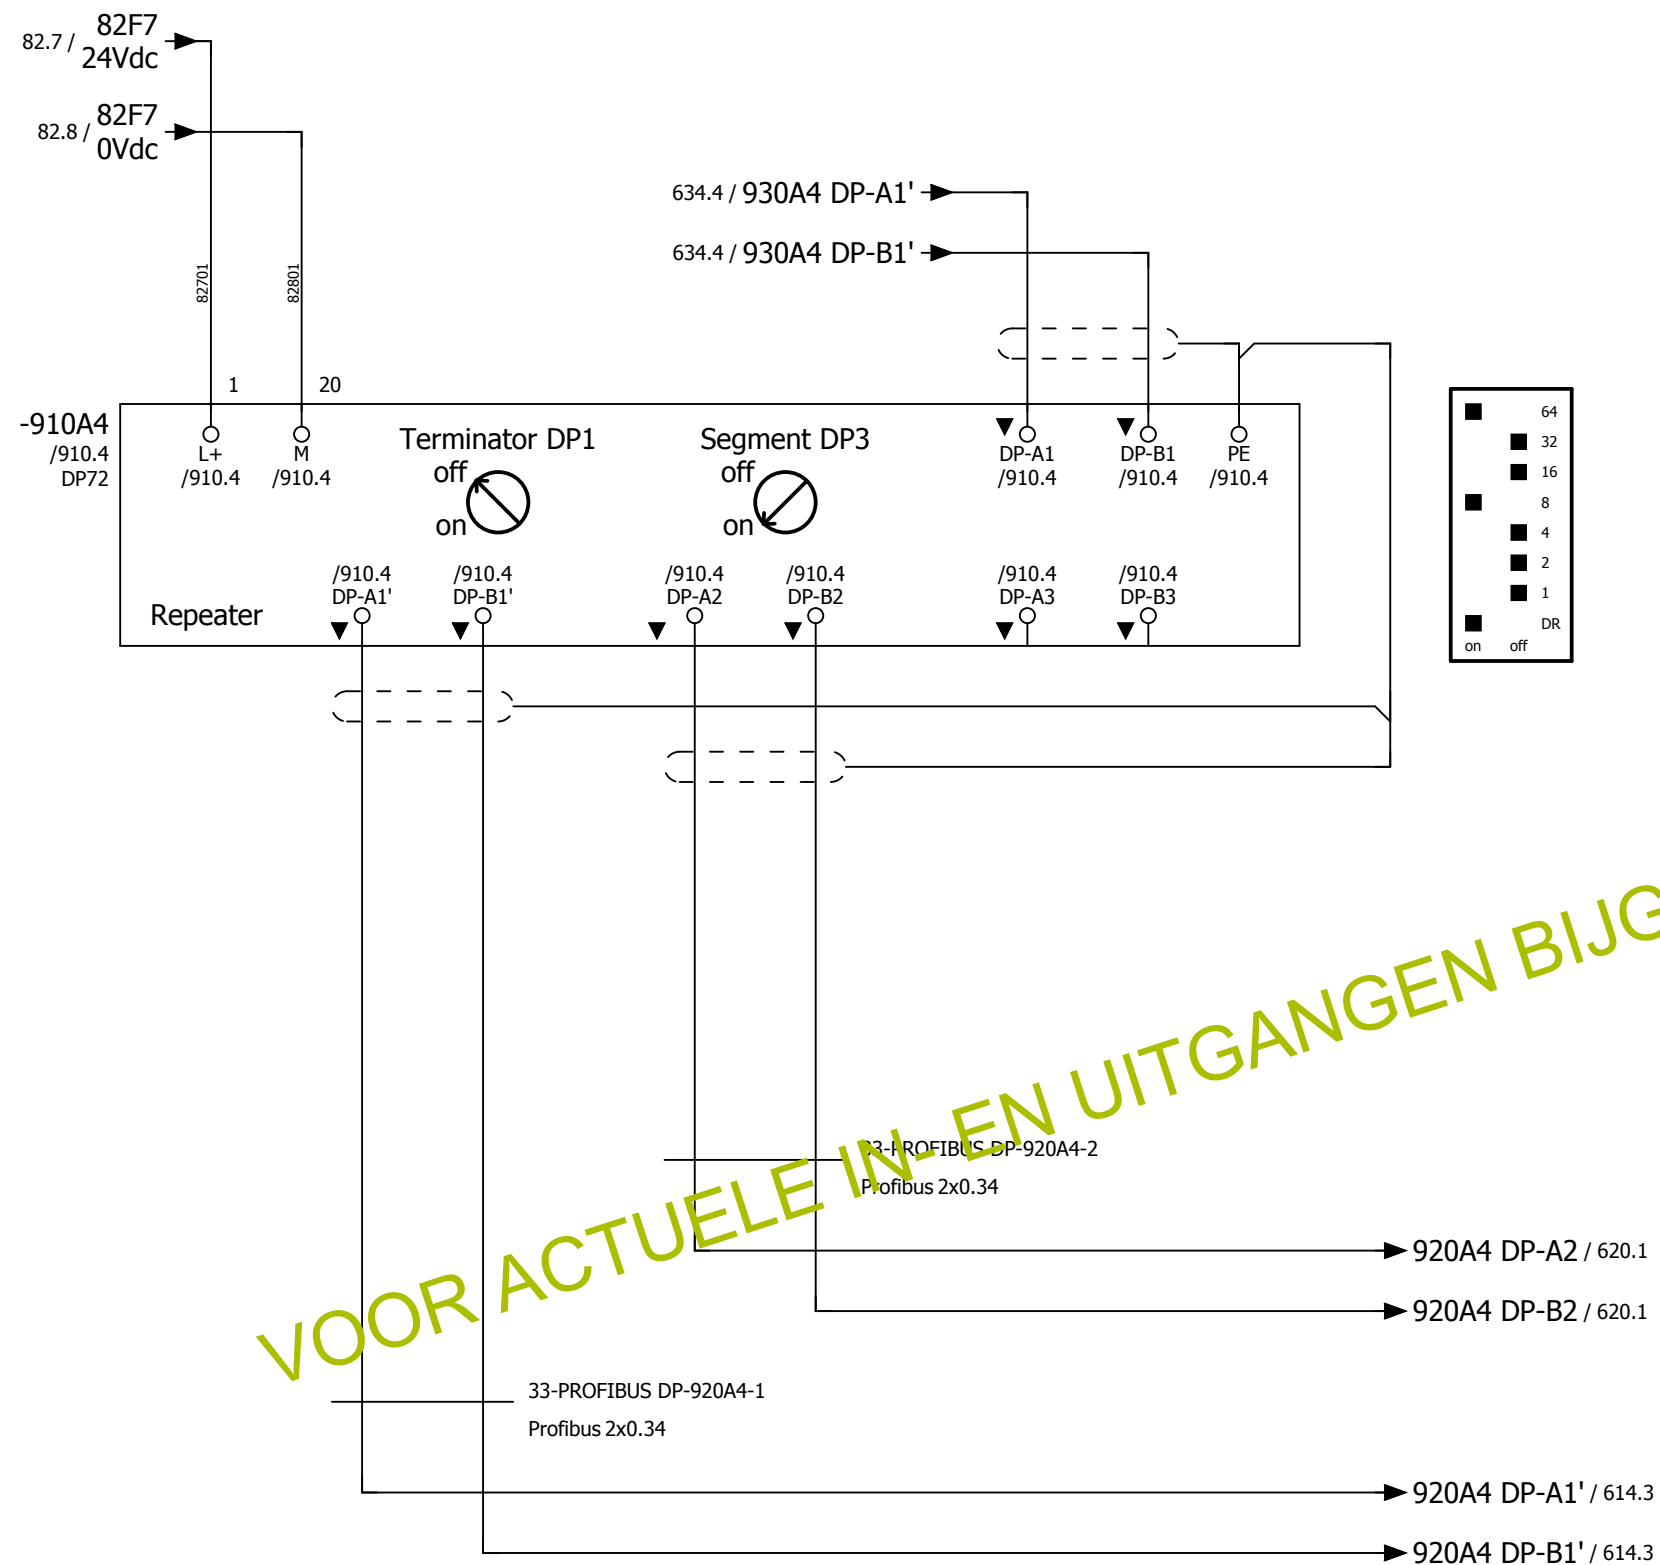 82.7 / 82F7
24Vdc
82.8 / 82F7
0Vdc
634.4 / 930A4 DP-A1'
634.4 / 930A4 DP-B1'
82701
82801
1
20
-910A4
/910.4
DP72
L+
/910.4
M
/910.4
Terminator DP1
off
on
Segment DP3
off
on
DP-A1
/910.4
DP-B1
/910.4
PE
/910.4
Repeater
/910.4
DP-A1'
/910.4
DP-B1'
/910.4
DP-A2
/910.4
DP-B2
/910.4
DP-A3
/910.4
DP-B3
64
32
16
8
4
2
1
DR
on off
VOOR ACTUELE IN- EN UITGANGEN BIJG
33-PROFIBUS DP-920A4-2
Profibus 2x0.34
920A4 DP-A2 / 620.1
920A4 DP-B2 / 620.1
33-PROFIBUS DP-920A4-1
Profibus 2x0.34
920A4 DP-A1' / 614.3
920A4 DP-B1' / 614.3